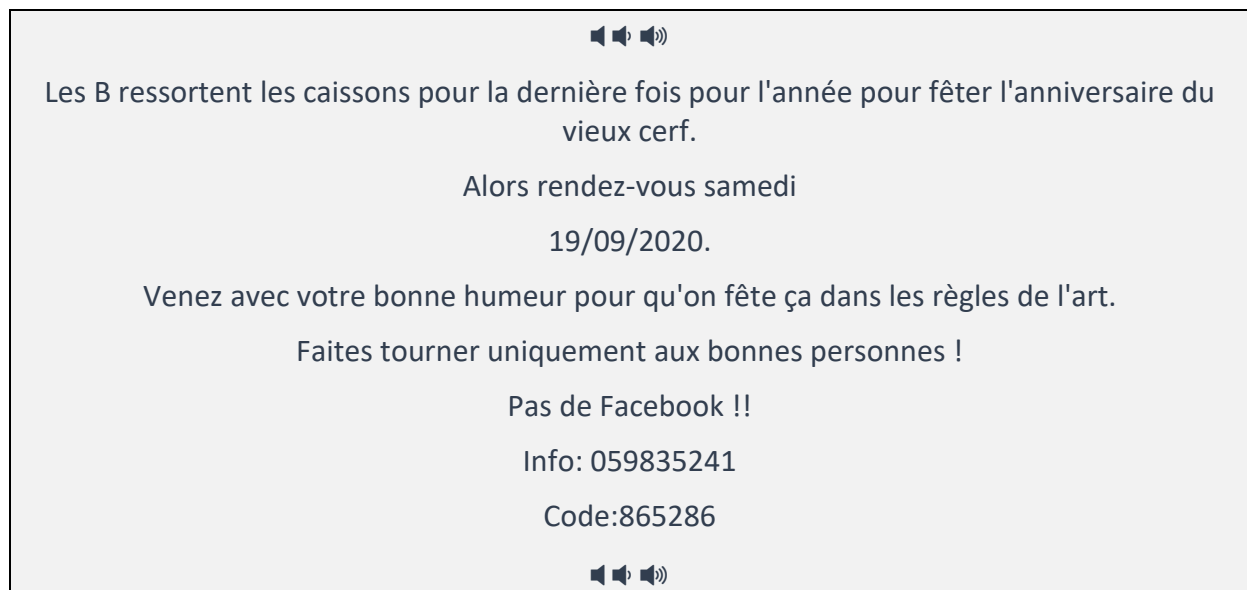 Les B ressortent les caissons pour la dernière fois pour l'année pour fêter l'anniversaire du
vieux cerf.
Alors rendez-vous samedi
19/09/2020.
Venez avec votre bonne humeur pour qu'on fête ça dans les règles de l'art.
Faites tourner uniquement aux bonnes personnes !
Pas de Facebook !!
Info: 059835241
Code:865286